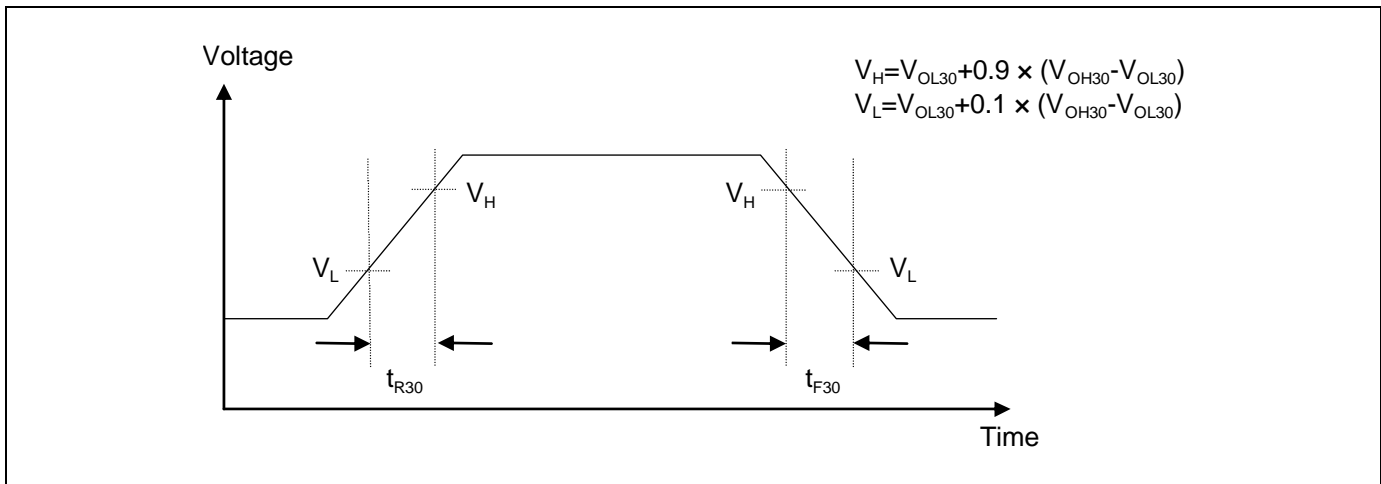 Voltage
V_H=V_OL30+0.9 × (V_OH30-V_OL30)
V_L=V_OL30+0.1 × (V_OH30-V_OL30)
V_H
V_H
V_L
V_L
t_R30
t_F30
Time